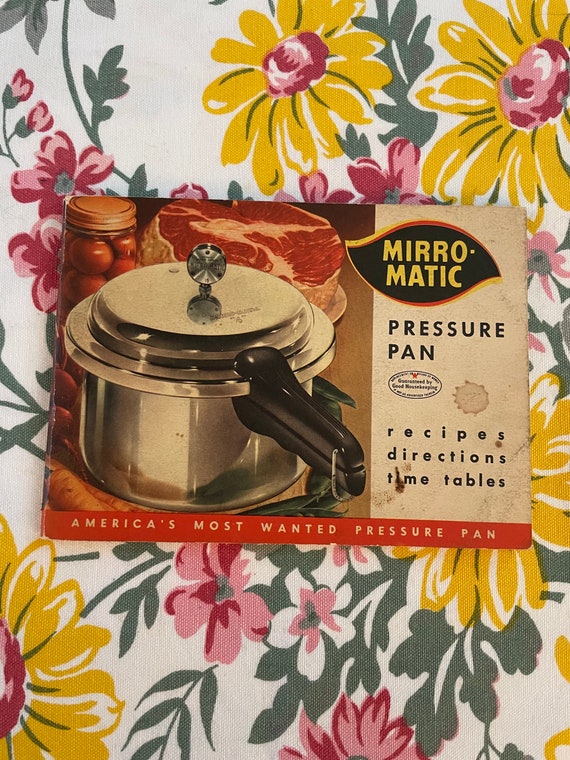 MIRRO-
MATIC
PRESSURE
PAN
Guaranteed by
Good Housekeeping
recipes
directions
time tables
AMERICA'S MOST WANTED PRESSURE PAN